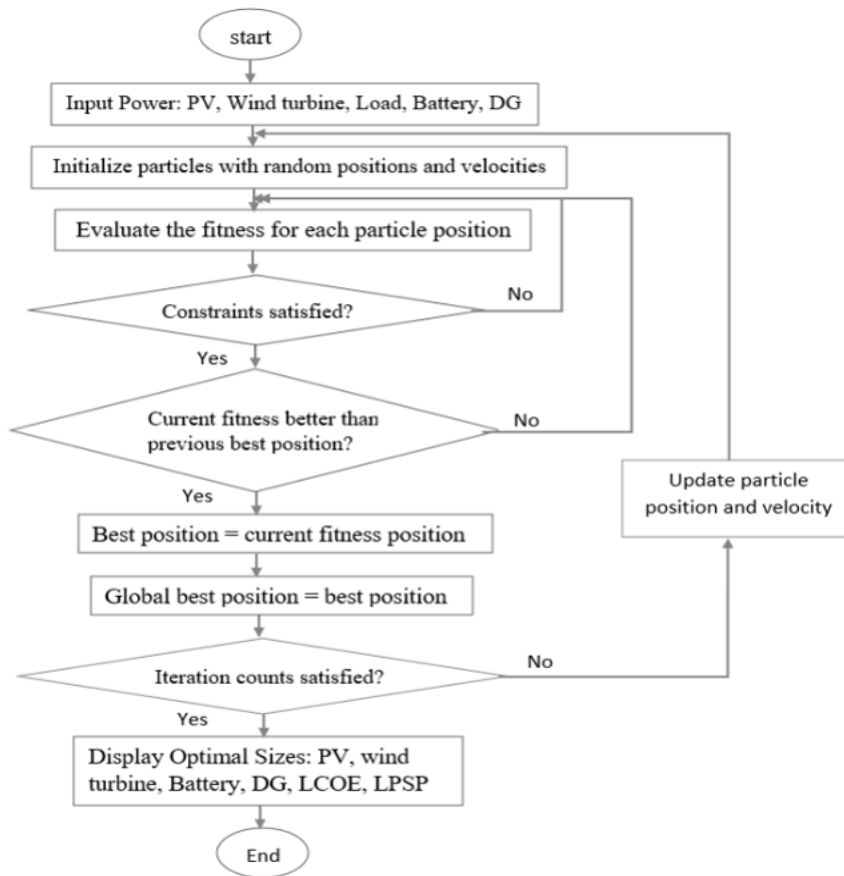 start
Input Power: PV, Wind turbine, Load, Battery, DG
Initialize particles with random positions and velocities
Evaluate the fitness for each particle position
No
Constraints satisfied?
Yes
Current fitness better than
previous best position?
No
Yes
Update particle
position and velocity
Best position = current fitness position
Global best position = best position
Iteration counts satisfied?
No
Yes
Display Optimal Sizes: PV, wind
turbine, Battery, DG, LCOE, LPSP
End